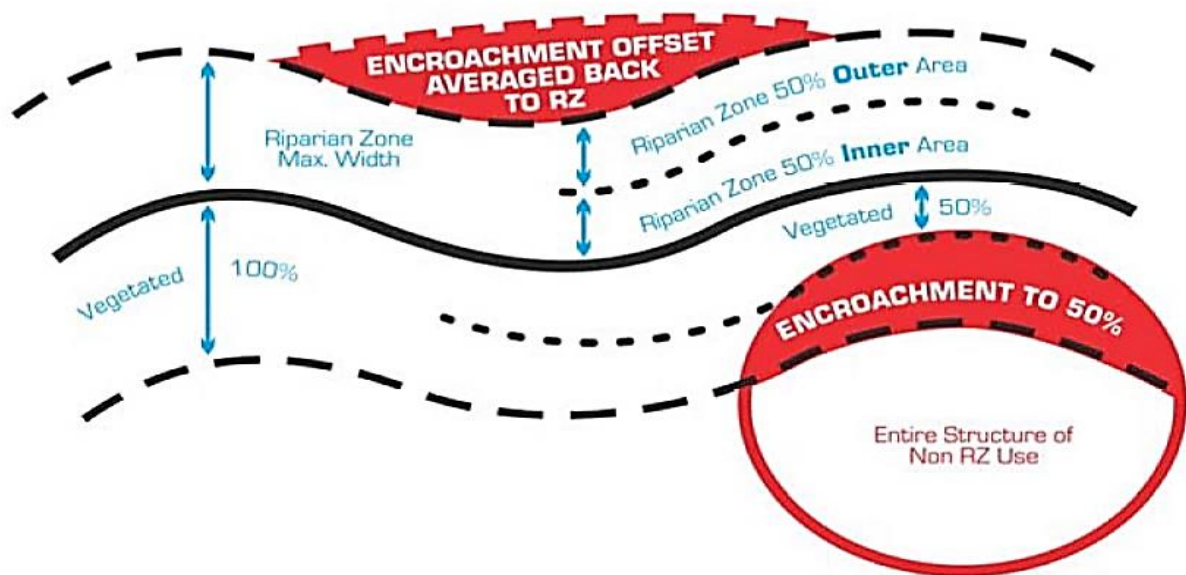 ENCROACHMENT OFFSET
AVERAGED BACK
TO RZ
Riparian Zone
Max. Width
Riparian Zone 50% Outer Area
Riparian Zone 50% Inner Area
Vegetated 50%
Vegetated 100%
ENCROACHMENT TO 50%
Entire Structure of
Non RZ Use